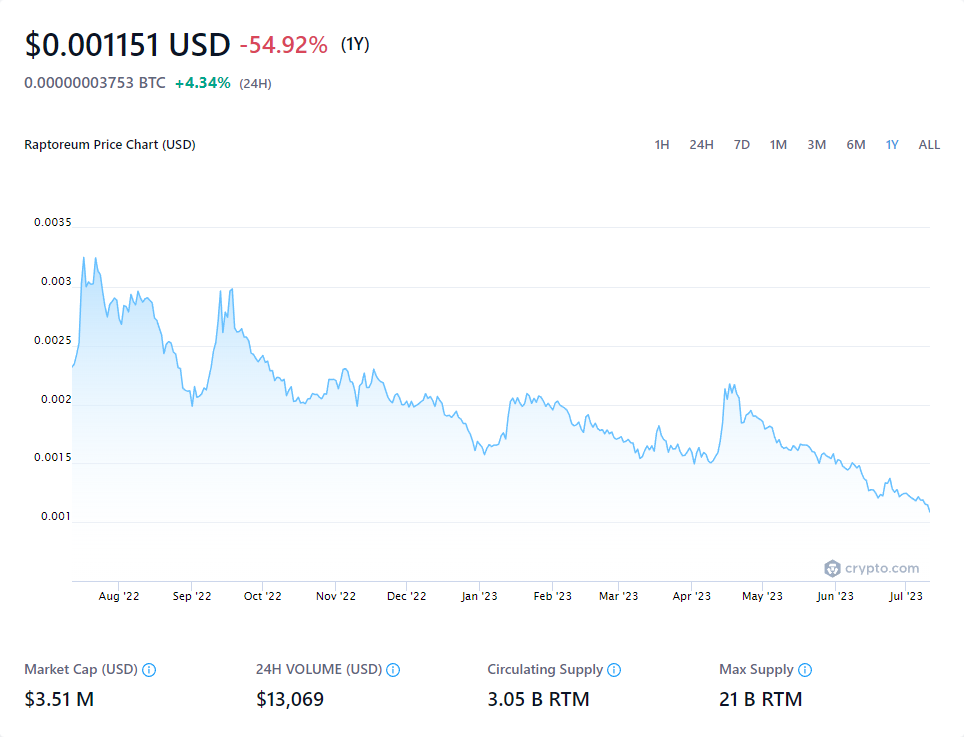 $0.001151 USD -54.92% (1Y)
0.00000003753 BTC +4.34% (24H)
Raptoreum Price Chart (USD) 1H 24H 7D 1M 3M 6M 1Y ALL
0.0035
0.003
0.0025
0.002
0.0015
0.001
crypto.com
Aug '22 Sep '22 Oct '22 Nov '22 Dec '22 Jan '23 Feb '23 Mar '23 Apr '23 May '23 Jun '23 Jul '23
Market Cap (USD) 24H VOLUME (USD) Circulating Supply Max Supply
$3.51 M $13,069 3.05 B RTM 21 B RTM